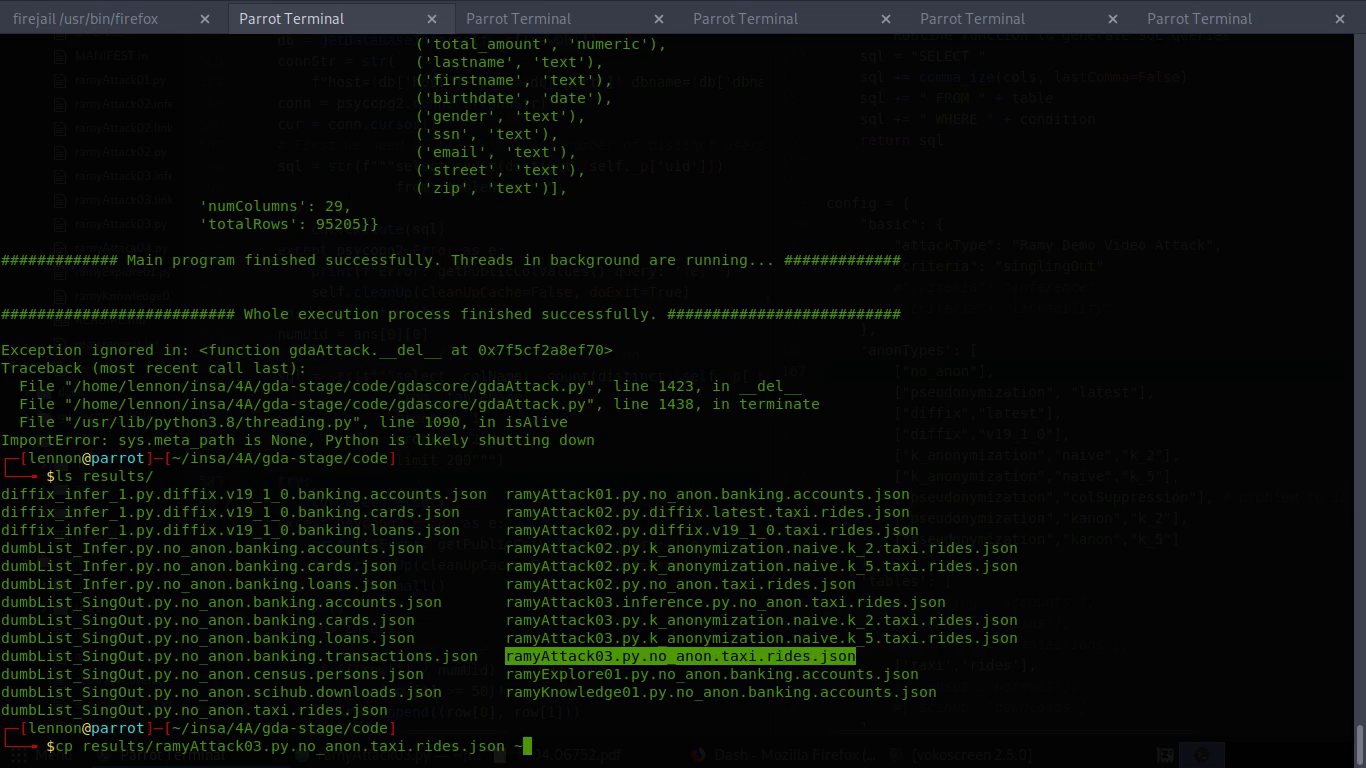 firejail /usr/bin/firefox × Parrot Terminal × Parrot Terminal × Parrot Terminal × Parrot Terminal × Parrot Terminal ×
('total_amount', 'numeric'),
('lastname', 'text'),
('firstname', 'text'),
('birthdate', 'date'),
('gender', 'text'),
('ssn', 'text'),
('email', 'text'),
('street', 'text'),
('zip', 'text')],
'numColumns': 29,
'totalRows': 95205}}
############# Main program finished successfully. Threads in background are running... #############
########################## Whole execution process finished successfully. ##########################
Exception ignored in: <function gdaAttack.__del__ at 0x7f5cf2a8ef70>
Traceback (most recent call last):
File "/home/lennon/insa/4A/gda-stage/code/gdascore/gdaAttack.py", line 1423, in __del__
File "/home/lennon/insa/4A/gda-stage/code/gdascore/gdaAttack.py", line 1438, in terminate
File "/usr/lib/python3.8/threading.py", line 1090, in isAlive
ImportError: sys.meta_path is None, Python is likely shutting down
┌─[lennon@parrot]─[~/insa/4A/gda-stage/code]
└──╼ $ls results/
diffix_infer_1.py.diffix.v19_1_0.banking.accounts.json ramyAttack01.py.no_anon.banking.accounts.json
diffix_infer_1.py.diffix.v19_1_0.banking.cards.json ramyAttack02.py.diffix.latest.taxi.rides.json
diffix_infer_1.py.diffix.v19_1_0.banking.loans.json ramyAttack02.py.diffix.v19_1_0.taxi.rides.json
dumbList_Infer.py.no_anon.banking.accounts.json ramyAttack02.py.k_anonymization.naive.k_2.taxi.rides.json
dumbList_Infer.py.no_anon.banking.cards.json ramyAttack02.py.k_anonymization.naive.k_5.taxi.rides.json
dumbList_Infer.py.no_anon.banking.loans.json ramyAttack02.py.no_anon.taxi.rides.json
dumbList_SingOut.py.no_anon.banking.accounts.json ramyAttack03.inference.py.no_anon.taxi.rides.json
dumbList_SingOut.py.no_anon.banking.cards.json ramyAttack03.py.k_anonymization.naive.k_2.taxi.rides.json
dumbList_SingOut.py.no_anon.banking.loans.json ramyAttack03.py.k_anonymization.naive.k_5.taxi.rides.json
dumbList_SingOut.py.no_anon.banking.transactions.json ramyAttack03.py.no_anon.taxi.rides.json
dumbList_SingOut.py.no_anon.census.persons.json ramyExplore01.py.no_anon.banking.accounts.json
dumbList_SingOut.py.no_anon.scihub.downloads.json ramyKnowledge01.py.no_anon.banking.accounts.json
dumbList_SingOut.py.no_anon.taxi.rides.json
┌─[lennon@parrot]─[~/insa/4A/gda-stage/code]
└──╼ $cp results/ramyAttack03.py.no_anon.taxi.rides.json ~